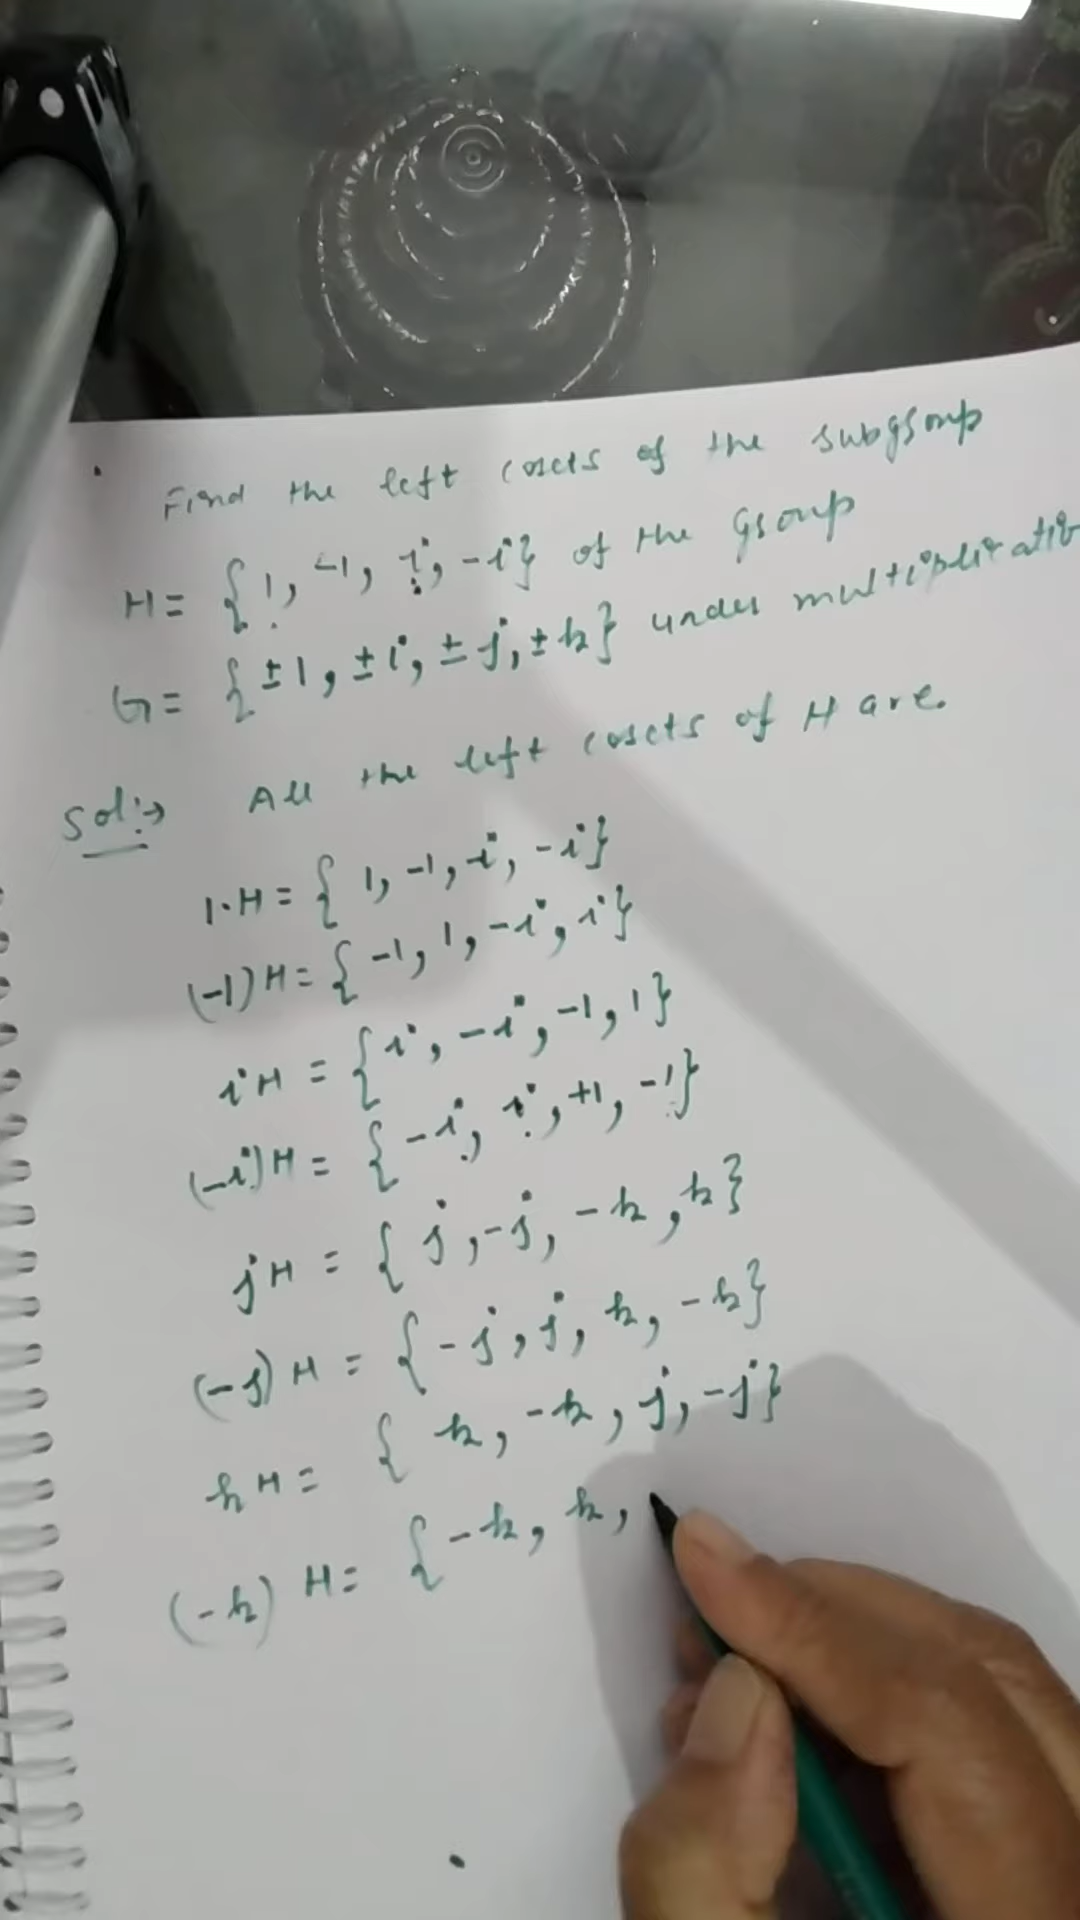 Find the left cosets of the subgroup
H = {1, -1, i, -i} of the group
G = {±1, ±i, ±j, ±k} under multiplicatio
Sol:→ All the left cosets of H are.
1·H = {1, -1, i, -i}
(-1)H = {-1, 1, -i, i}
iH = {i, -i, -1, 1}
(-i)H = {-i, i, +1, -1}
jH = {j, -j, -k, k}
(-j)H = {-j, j, k, -k}
kH = {k, -k, j, -j}
(-k) H = {-k, k,